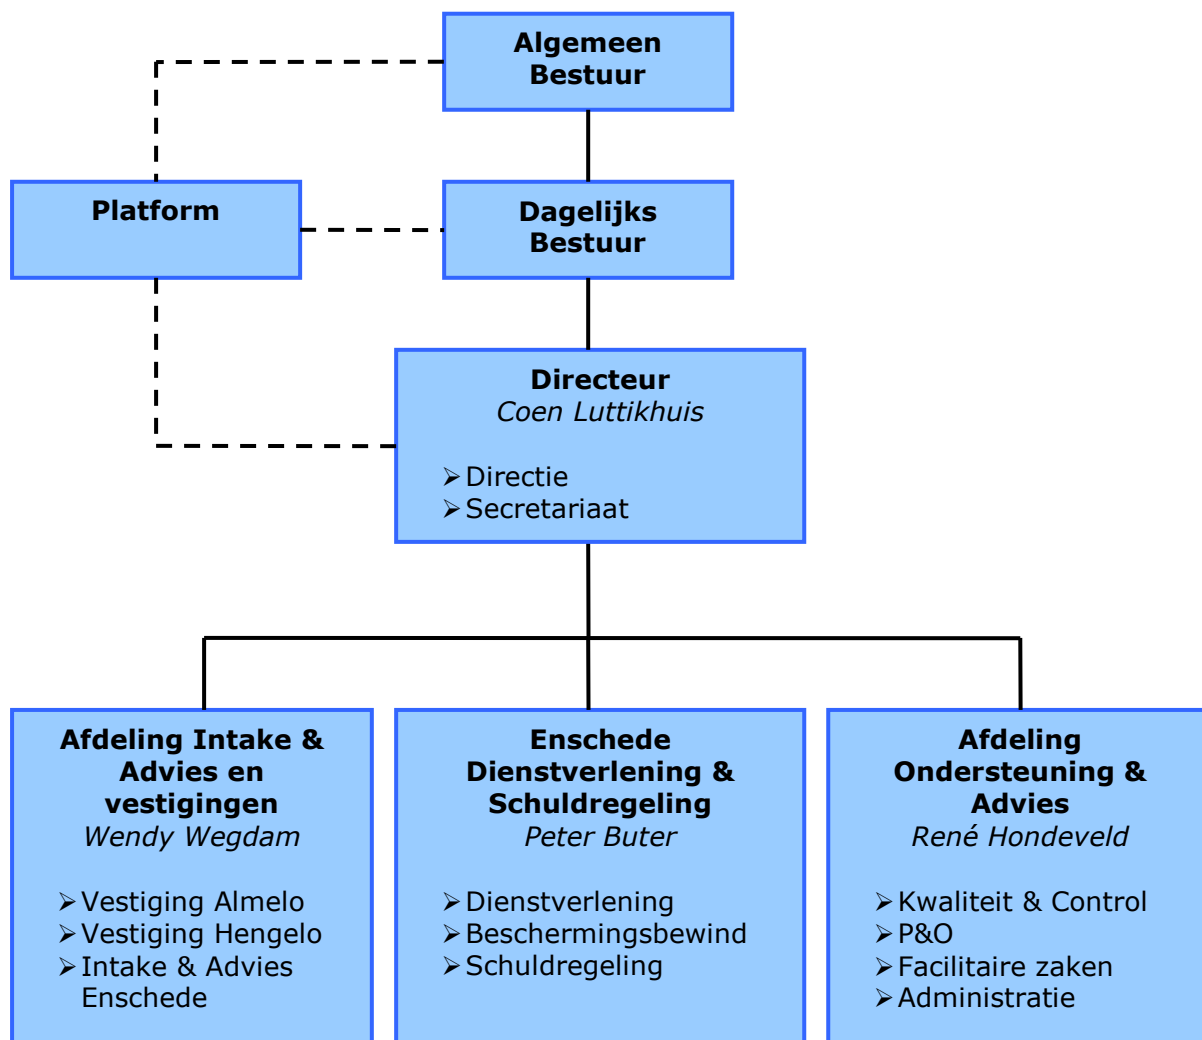 Algemeen
Bestuur
Platform
Dagelijks
Bestuur
Directeur
Coen Luttikhuis
➢Directie
➢Secretariaat
Afdeling Intake &
Advies en
vestigingen
Wendy Wegdam
➢Vestiging Almelo
➢Vestiging Hengelo
➢Intake & Advies
Enschede
Enschede
Dienstverlening &
Schuldregeling
Peter Buter
➢Dienstverlening
➢Beschermingsbewind
➢Schuldregeling
Afdeling
Ondersteuning &
Advies
René Hondeveld
➢Kwaliteit & Control
➢P&O
➢Facilitaire zaken
➢Administratie